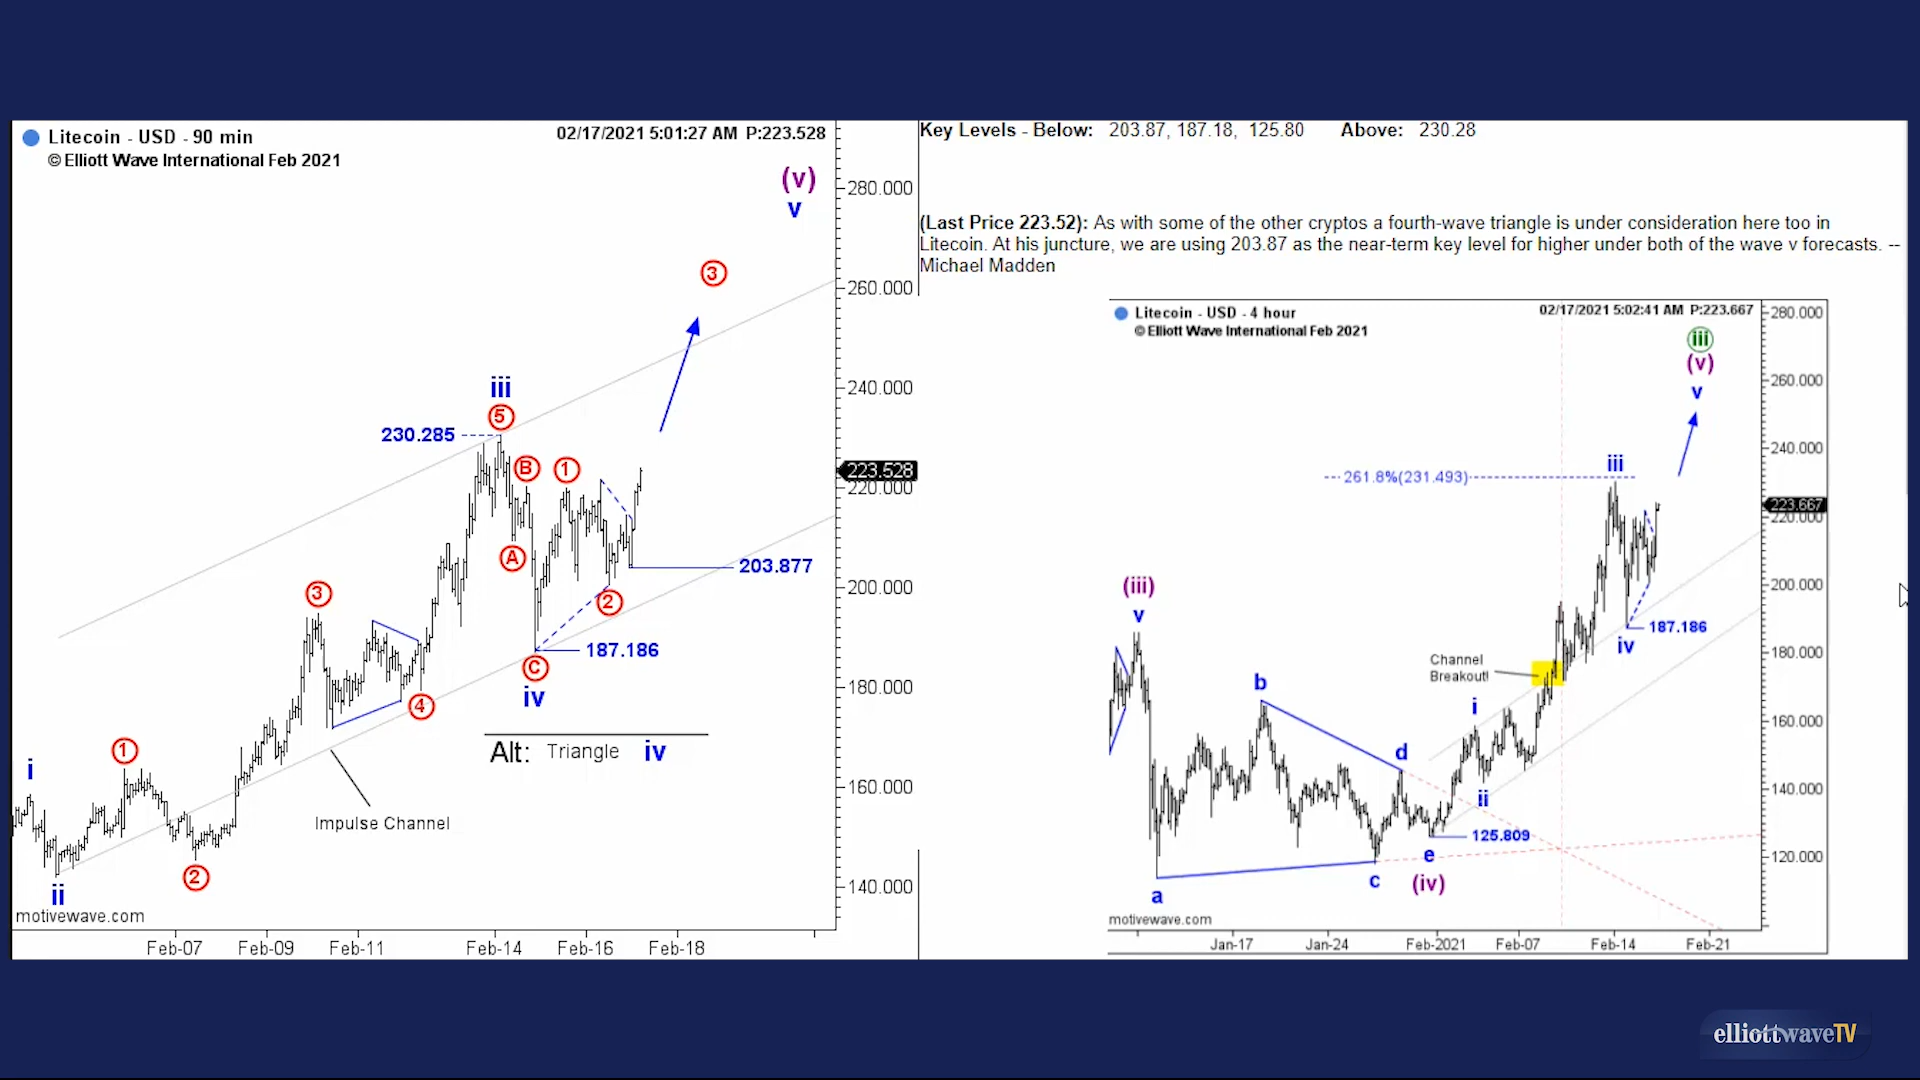 Litecoin - USD - 90 min
02/17/2021 5:01:27 AM P:223.528
© Elliott Wave International Feb 2021
(v)
v
280.000
3
260.000
240.000
iii
5
230.285
B
1
223.528
220.000
A
203.877
200.000
3
2
187.186
C
iv
180.000
4
Alt: Triangle iv
1
i
160.000
Impulse Channel
2
ii
140.000
motivewave.com
Feb-07 Feb-09 Feb-11 Feb-14 Feb-16 Feb-18
Key Levels - Below: 203.87, 187.18, 125.80 Above: 230.28
(Last Price 223.52): As with some of the other cryptos a fourth-wave triangle is under consideration here too in
Litecoin. At his juncture, we are using 203.87 as the near-term key level for higher under both of the wave v forecasts. --
Michael Madden
Litecoin - USD - 4 hour
02/17/2021 5:02:41 AM P:223.667
© Elliott Wave International Feb 2021
280.000
iii
(v)
v
260.000
240.000
iii
261.8%(231.493)
223.667
220.000
200.000
(iii)
v
187.186
iv
180.000
Channel
Breakout!
b
i
160.000
d
140.000
ii
125.809
120.000
e
c
(iv)
a
motivewave.com
Jan-17 Jan-24 Feb-2021 Feb-07 Feb-14 Feb-21
elliottwaveTV